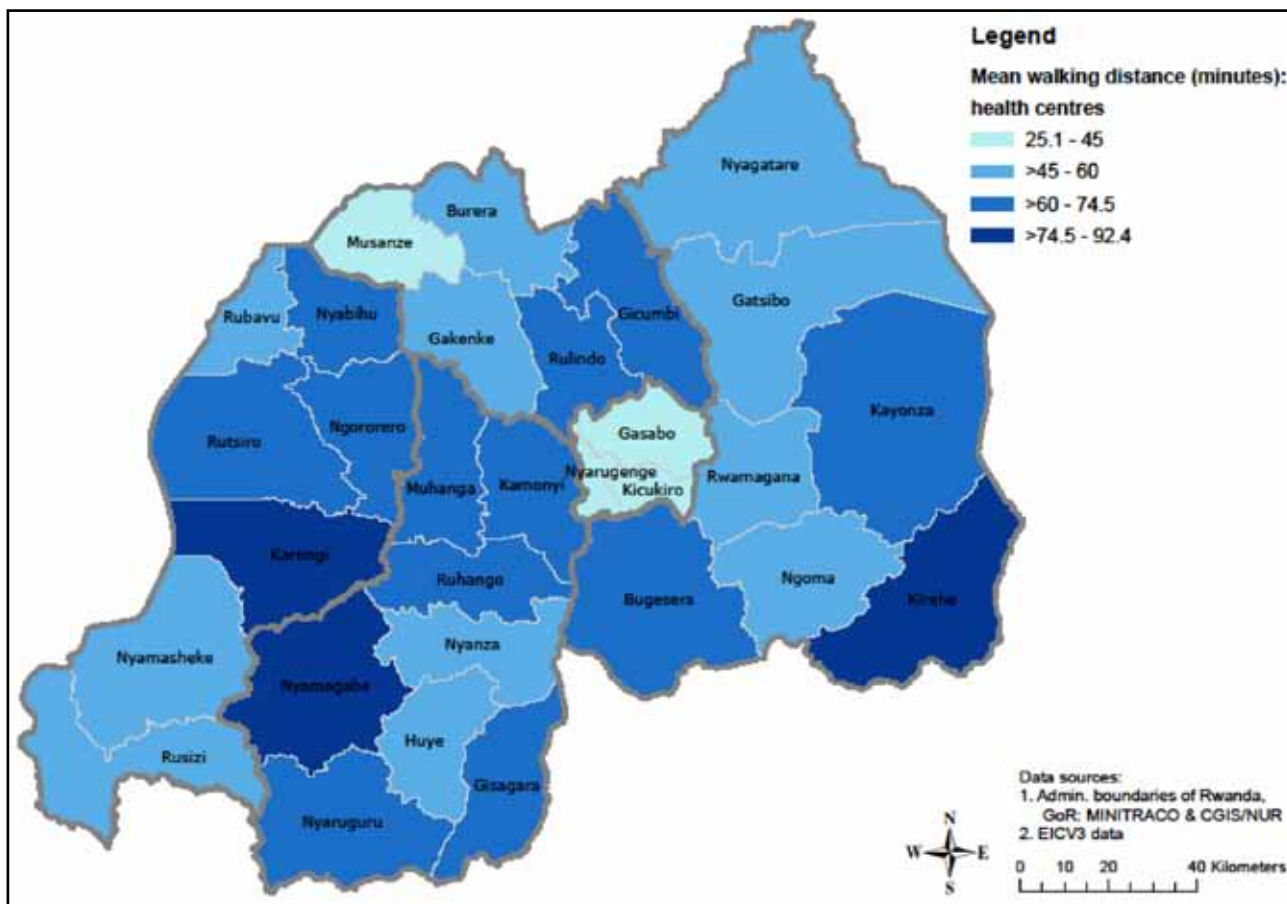 Legend
Mean walking distance (minutes):
health centres
25.1 - 45
>45 - 60
>60 - 74.5
>74.5 - 92.4
Nyagatare
Burera
Musanze
Gatsibo
Rubavu
Nyabihu
Gicumbi
Gakenke
Rulindo
Kayonza
Gasabo
Rutsiro
Ngororero
Nyarugenge
Rwamagana
Muhanga
Kamonyi
Kicukiro
Karongi
Ruhango
Ngoma
Bugesera
Kirehe
Nyamasheke
Nyanza
Nyamagabe
Huye
Rusizi
Gisagara
Nyaruguru
Data sources:
1. Admin. boundaries of Rwanda,
GoR: MINITRACO & CGIS/NUR
2. EICV3 data
N
W E
S
0 10 20 40 Kilometers